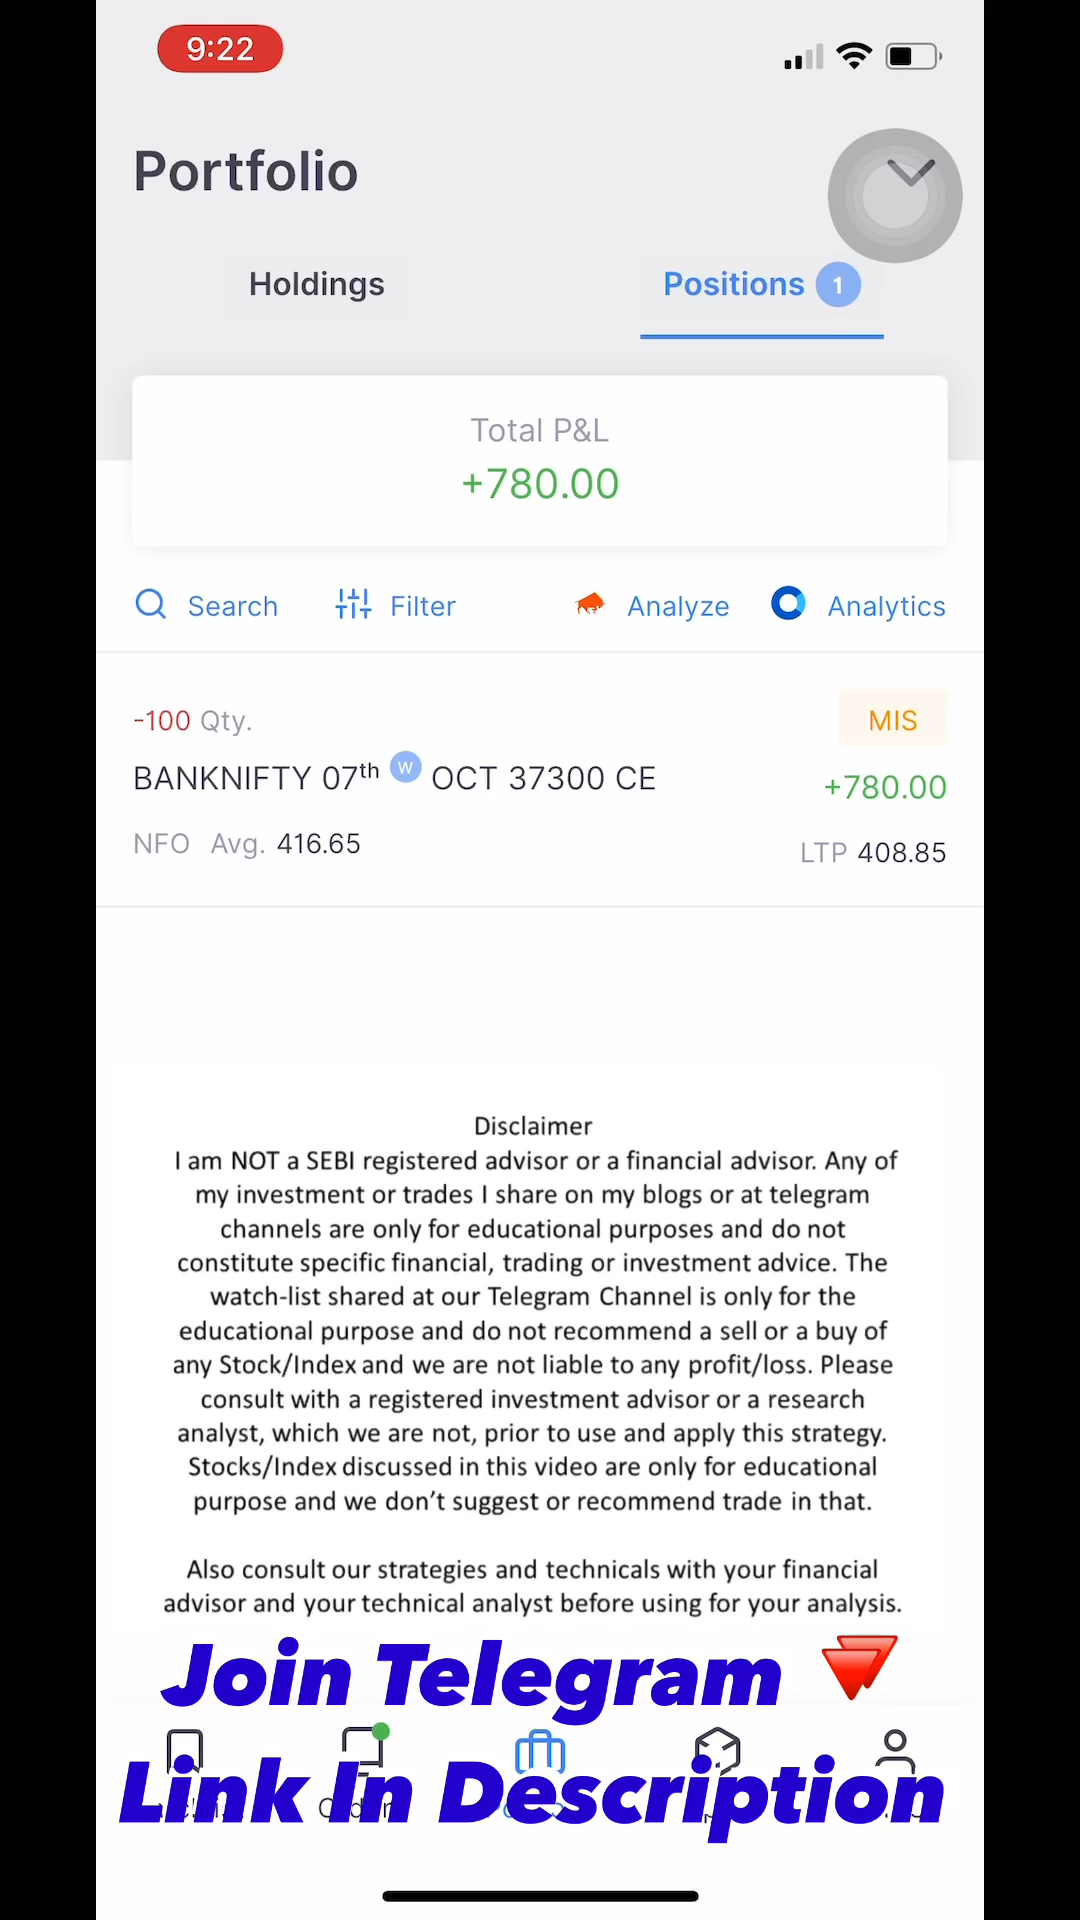 9:22
Portfolio
Holdings
Positions 1
Total P&L
+780.00
Search Filter Analyze Analytics
-100 Qty.
MIS
BANKNIFTY 07th W OCT 37300 CE
+780.00
NFO Avg. 416.65
LTP 408.85
Disclaimer
I am NOT a SEBI registered advisor or a financial advisor. Any of
my investment or trades I share on my blogs or at telegram
channels are only for educational purposes and do not
constitute specific financial, trading or investment advice. The
watch-list shared at our Telegram Channel is only for the
educational purpose and do not recommend a sell or a buy of
any Stock/Index and we are not liable to any profit/loss. Please
consult with a registered investment advisor or a research
analyst, which we are not, prior to use and apply this strategy.
Stocks/Index discussed in this video are only for educational
purpose and we don't suggest or recommend trade in that.
Also consult our strategies and technicals with your financial
advisor and your technical analyst before using for your analysis.
Join Telegram
Link In Description